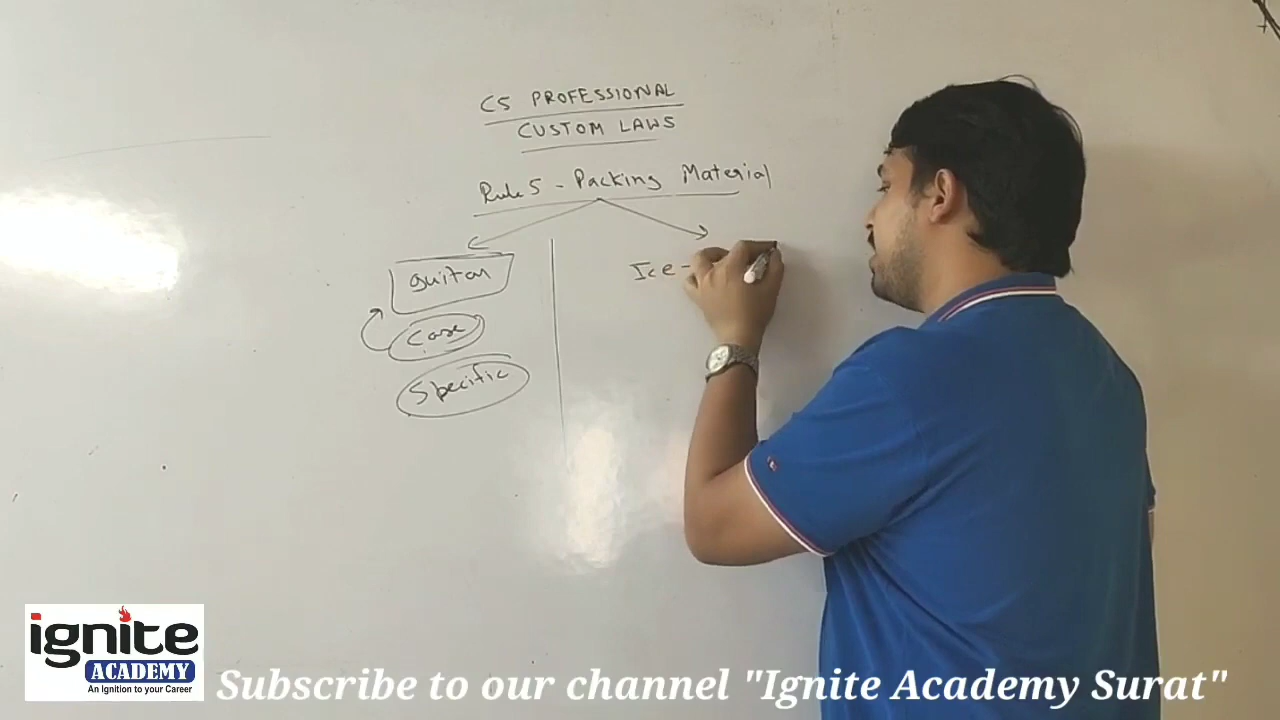 CS PROFESSIONAL
CUSTOM LAWS
Rule 5 - Packing Material
Guitar
Case
Specific
Ice -
ignite
ACADEMY
An Ignition to your Career
Subscribe to our channel "Ignite Academy Surat"